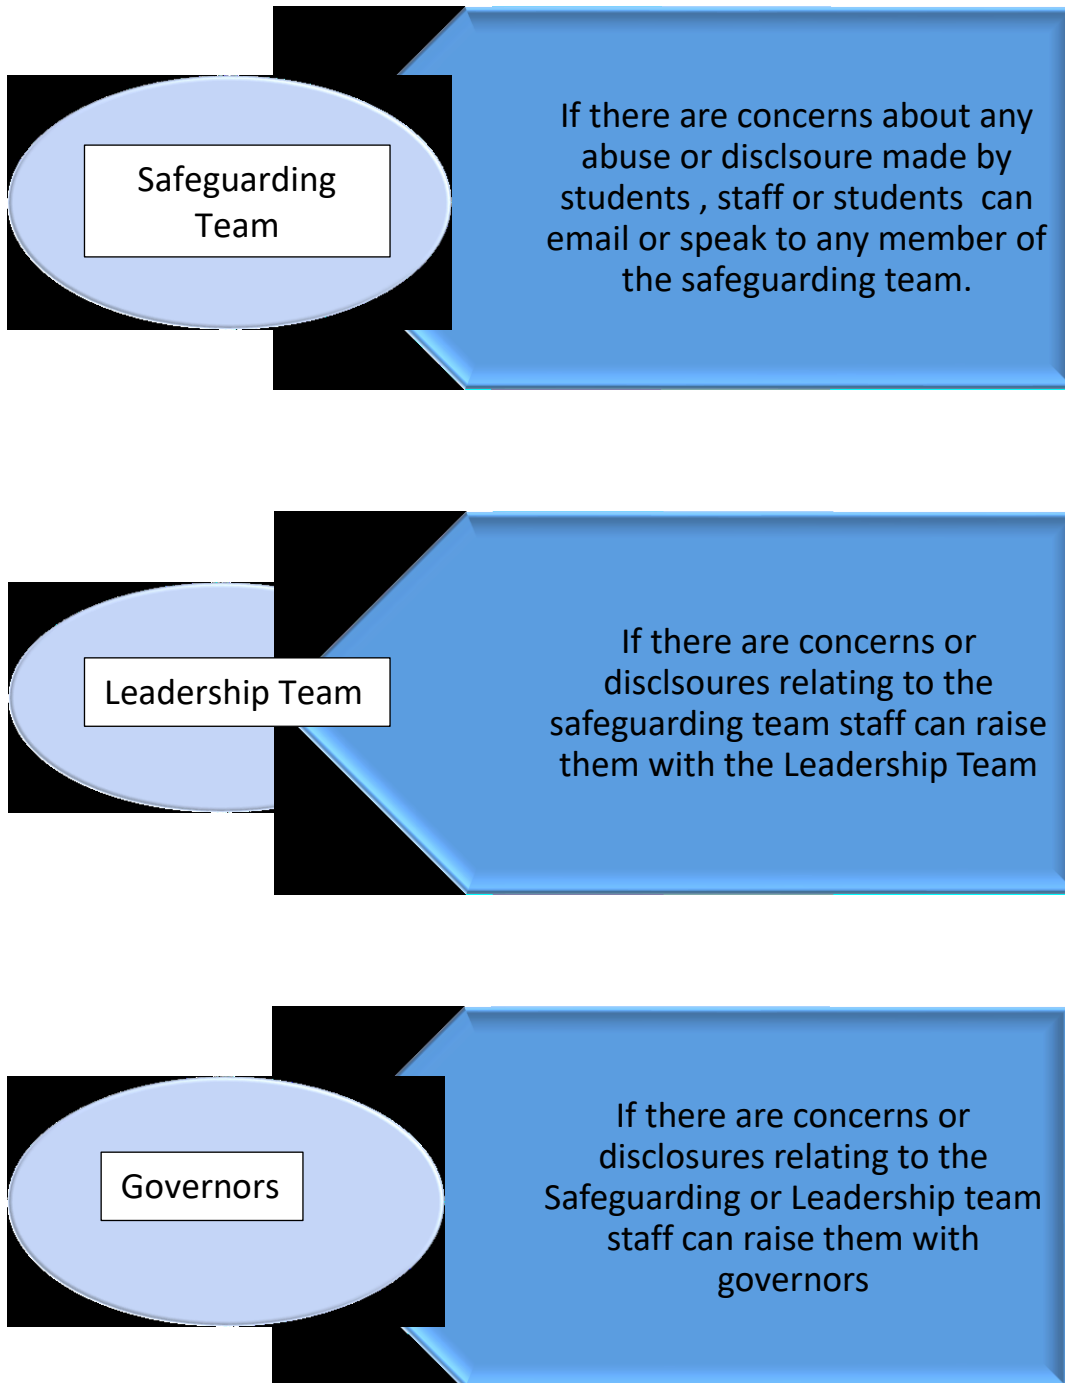 Safeguarding
Team
If there are concerns about any
abuse or disclsoure made by
students , staff or students  can
email or speak to any member of
the safeguarding team.
Leadership Team
If there are concerns or
disclsoures relating to the
safeguarding team staff can raise
them with the Leadership Team
Governors
If there are concerns or
disclosures relating to the
Safeguarding or Leadership team
staff can raise them with
governors